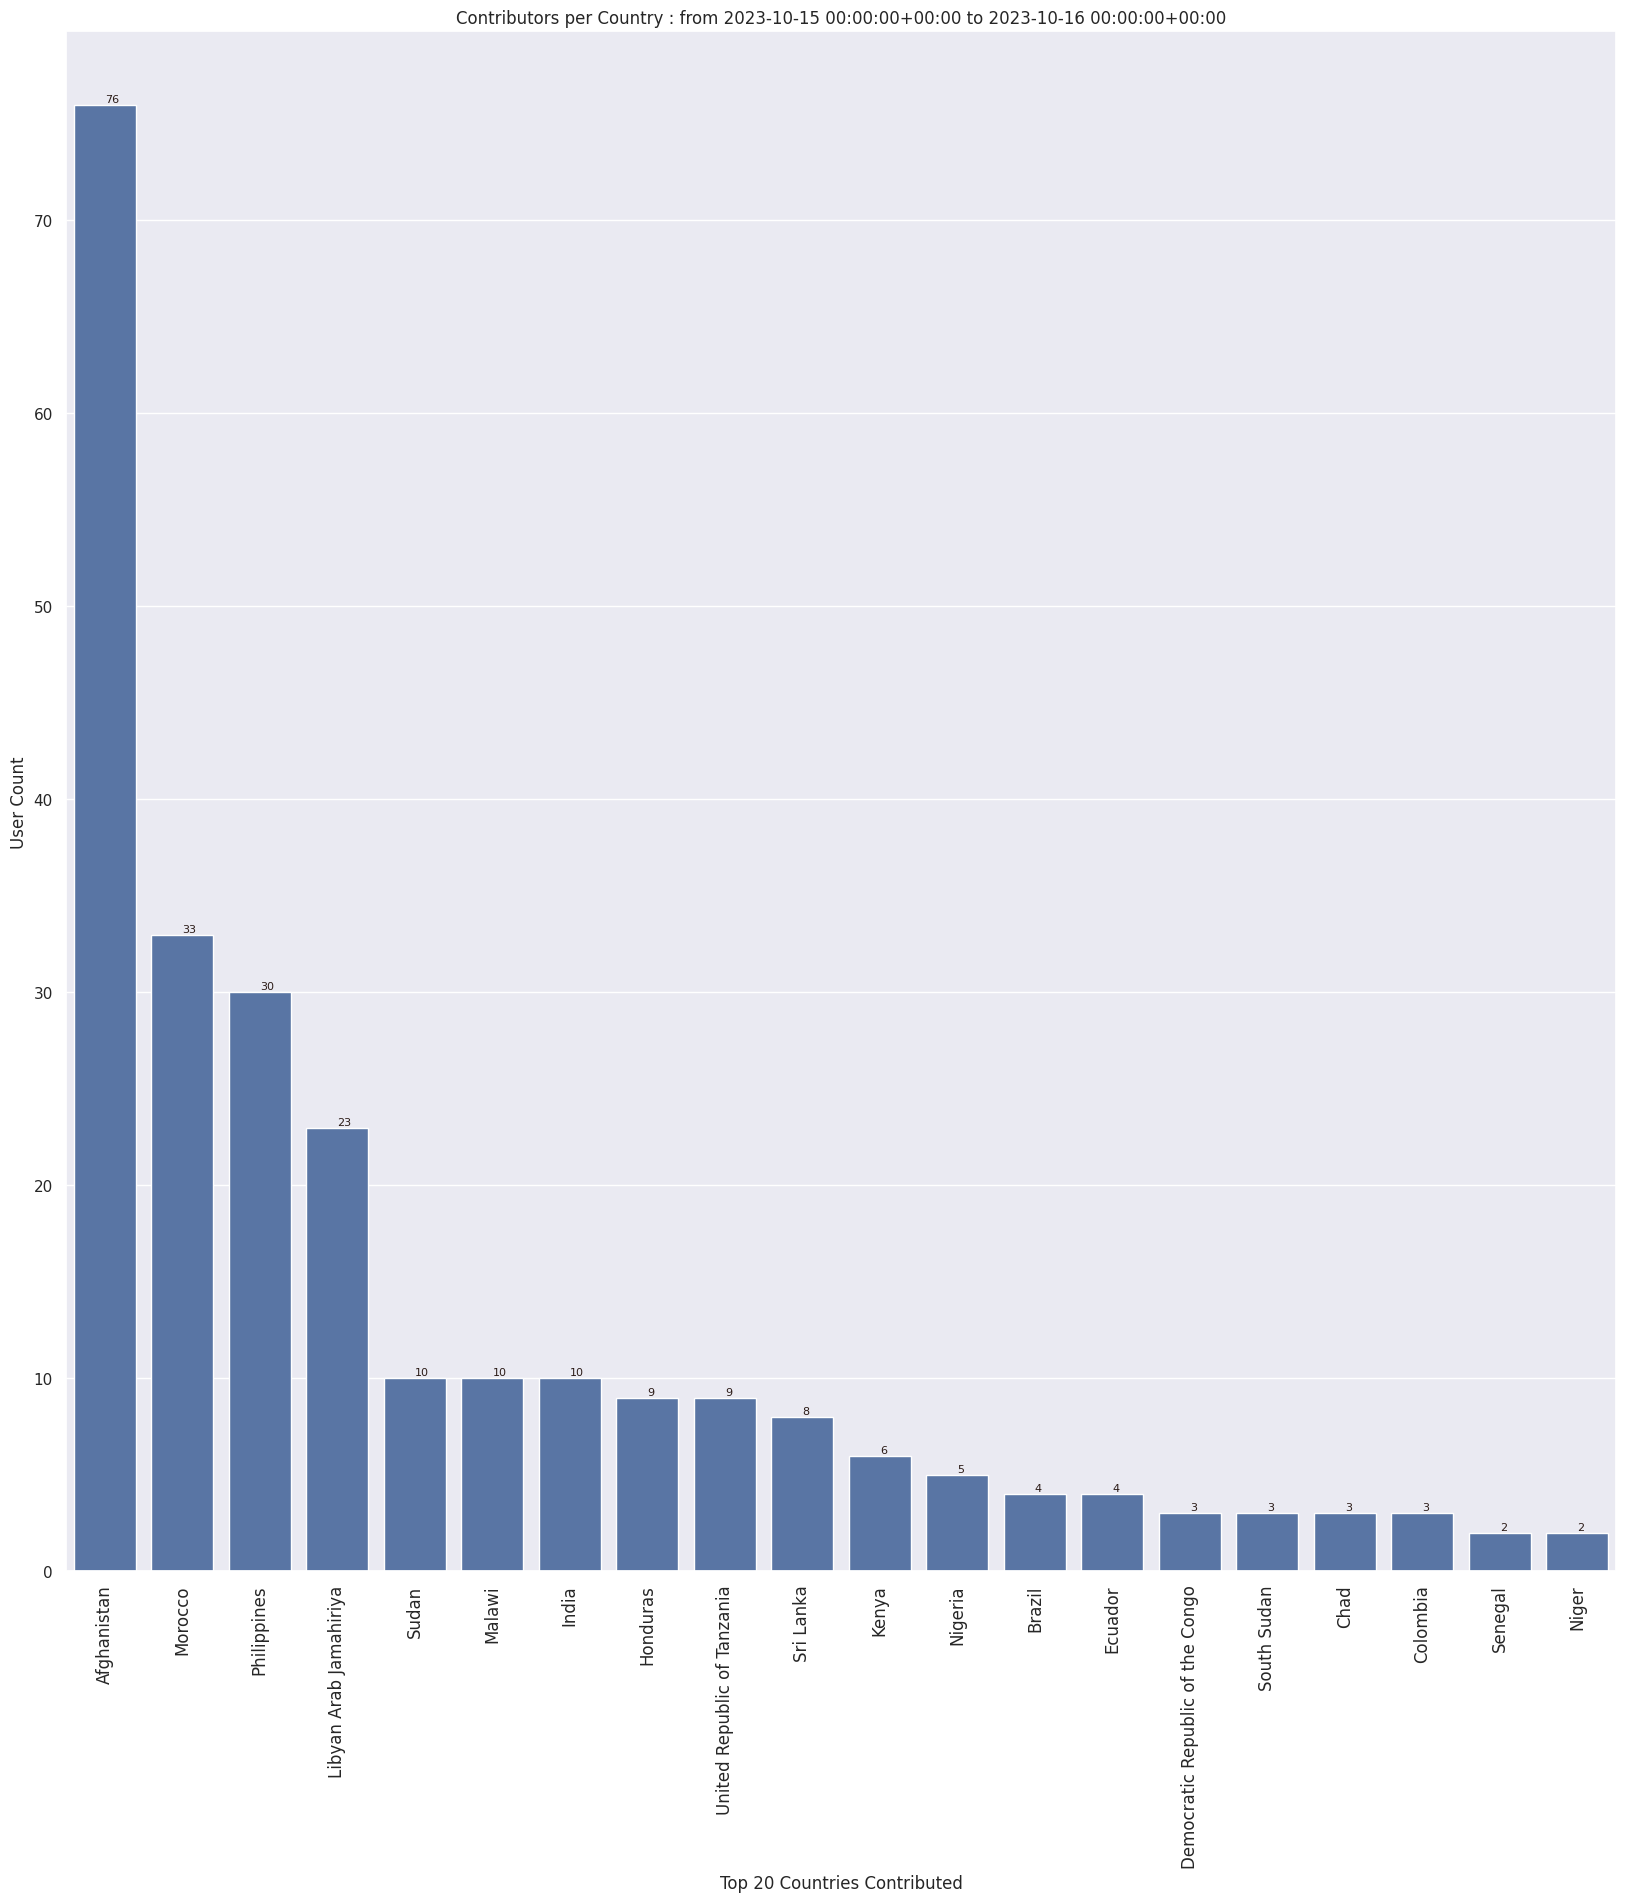 Contributors per Country : from 2023-10-15 00:00:00+00:00 to 2023-10-16 00:00:00+00:00
User Count
70
60
50
40
30
20
10
0
76
33
30
23
10
10
10
9
9
8
6
5
4
4
3
3
3
3
2
2
Afghanistan
Morocco
Philippines
Libyan Arab Jamahiriya
Sudan
Malawi
India
Honduras
United Republic of Tanzania
Sri Lanka
Kenya
Nigeria
Brazil
Ecuador
Democratic Republic of the Congo
South Sudan
Chad
Colombia
Senegal
Niger
Top 20 Countries Contributed